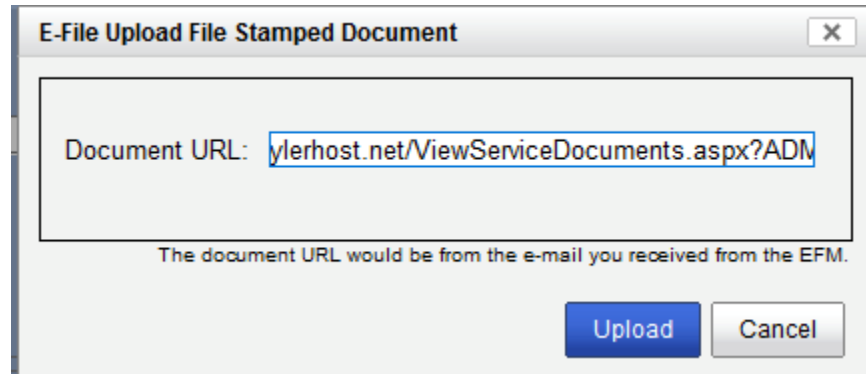 E-File Upload File Stamped Document
Document URL: ylerhost.net/ViewServiceDocuments.aspx?ADM
The document URL would be from the e-mail you received from the EFM.
Upload Cancel